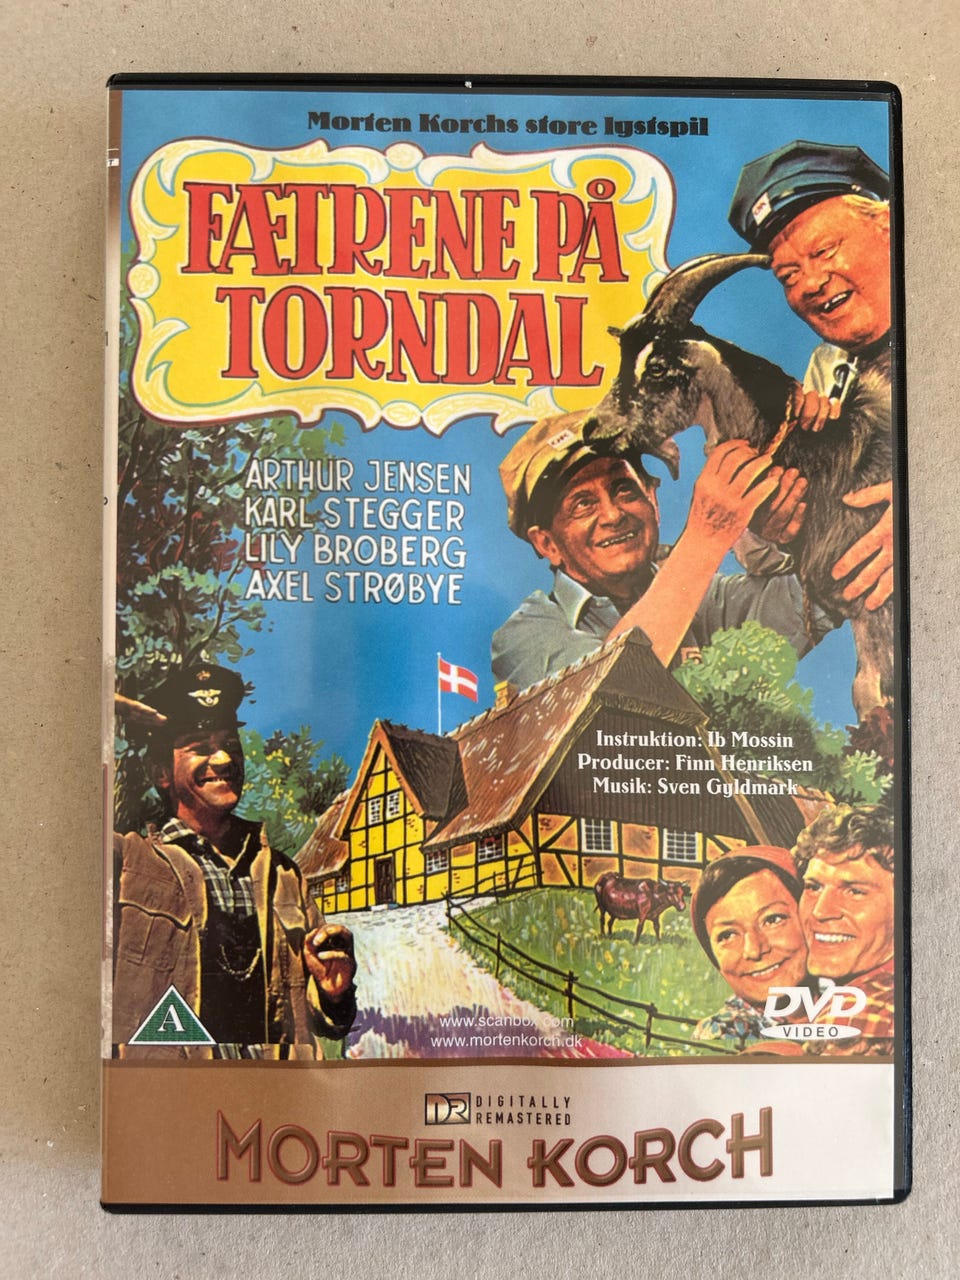 Morten Korchs store lystspil
FÆTRENE PÅ
TORNDAL
ARTHUR JENSEN
KARL STEGGER
LILY BROBERG
AXEL STRØBYE
Instruktion: Ib Mossin
Producer: Finn Henriksen
Musik: Sven Gyldmark
A
DVD
VIDEO
www.scanbox.com
www.mortenkorch.dk
DR DIGITALLY
REMASTERED
MORTEN KORCH